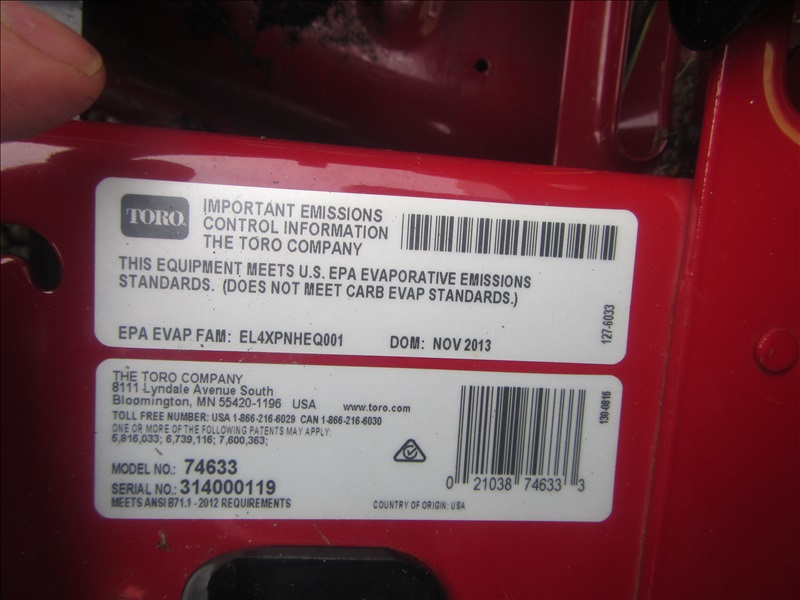 TORO.
IMPORTANT EMISSIONS
CONTROL INFORMATION
THE TORO COMPANY
THIS EQUIPMENT MEETS U.S. EPA EVAPORATIVE EMISSIONS
STANDARDS. (DOES NOT MEET CARB EVAP STANDARDS.)
EPA EVAP FAM: EL4XPNHEQ001 DOM: NOV 2013
127-6033
THE TORO COMPANY
8111 Lyndale Avenue South
Bloomington, MN 55420-1196 USA www.toro.com
TOLL FREE NUMBER: USA 1-866-216-6029 CAN 1-866-216-6030
ONE OR MORE OF THE FOLLOWING PATENTS MAY APPLY:
5,816,033; 6,739,116; 7,600,363;
MODEL NO.: 74633
SERIAL NO.: 314000119
MEETS ANSI B71.1 - 2012 REQUIREMENTS
COUNTRY OF ORIGIN: USA
0 21038 74633 3
130-0816